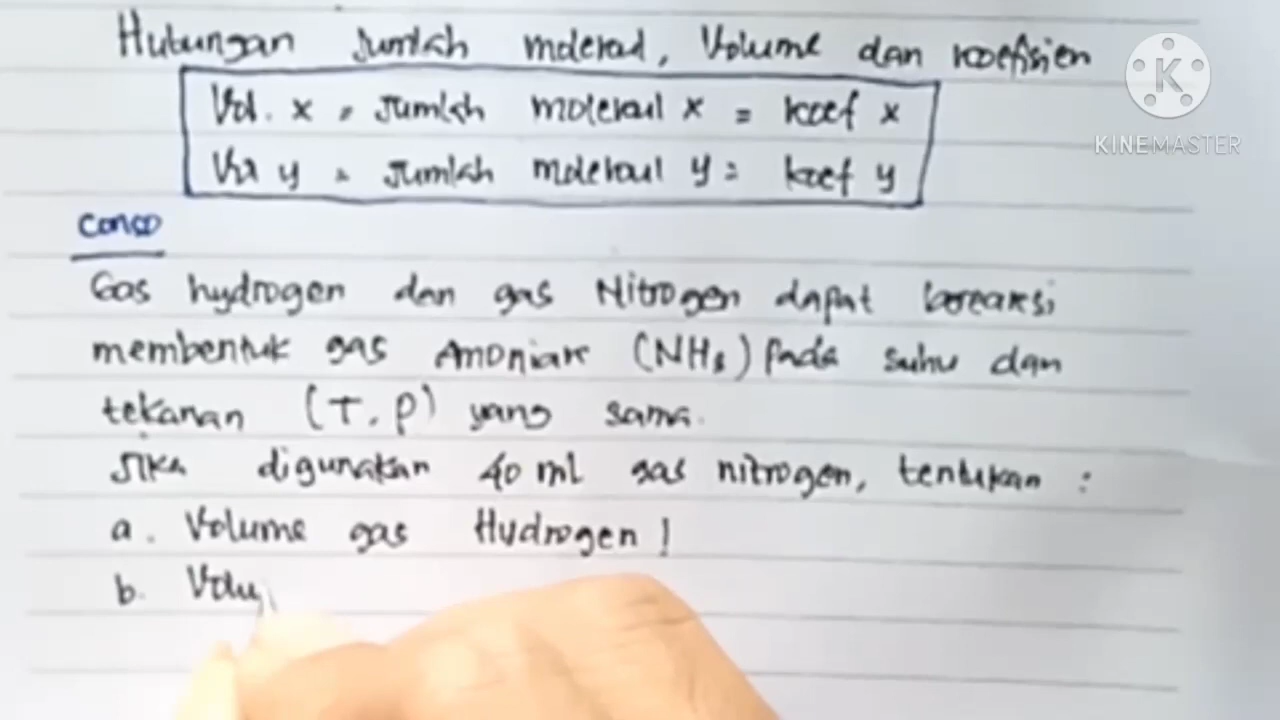 Hubungan Jumlah molekul, Volume dan koefisien
Vol. x = Jumlah molekul x = koef x
Vol y = Jumlah molekul y = koef y
Contoh
Gas hydrogen dan gas Nitrogen dapat bereaksi
membentuk gas Amoniak (NH3) Pada suhu dan
tekanan (T, P) yang sama.
Jika digunakan 40 ml gas nitrogen, tentukan :
a. Volume gas Hydrogen!
b. Volu
K
KINEMASTER